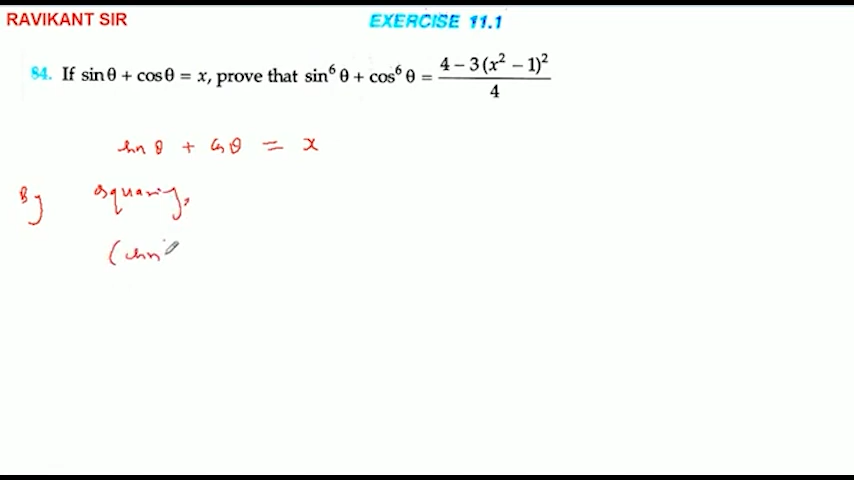 RAVIKANT SIR
EXERCISE 11.1
84. If sin θ + cos θ = x, prove that sin⁶ θ + cos⁶ θ = (4 − 3(x² − 1)²)/4
sin θ + cos θ = x
By squaring,
(sin